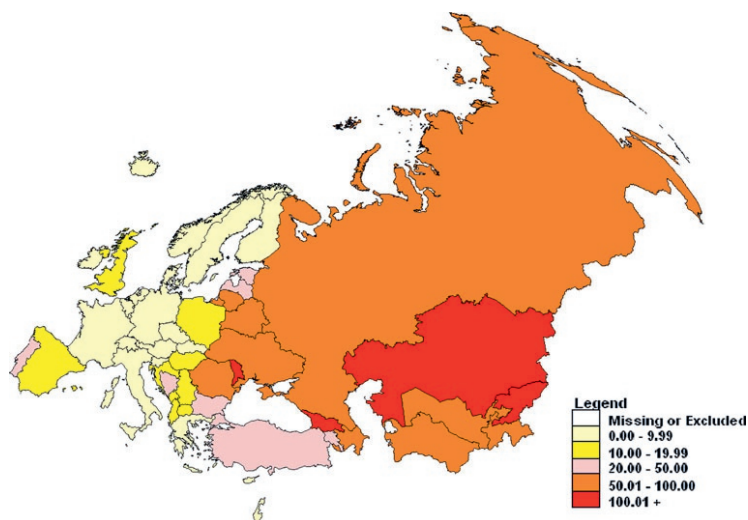 Legend
Missing or Excluded
0.00 - 9.99
10.00 - 19.99
20.00 - 50.00
50.01 - 100.00
100.01 +